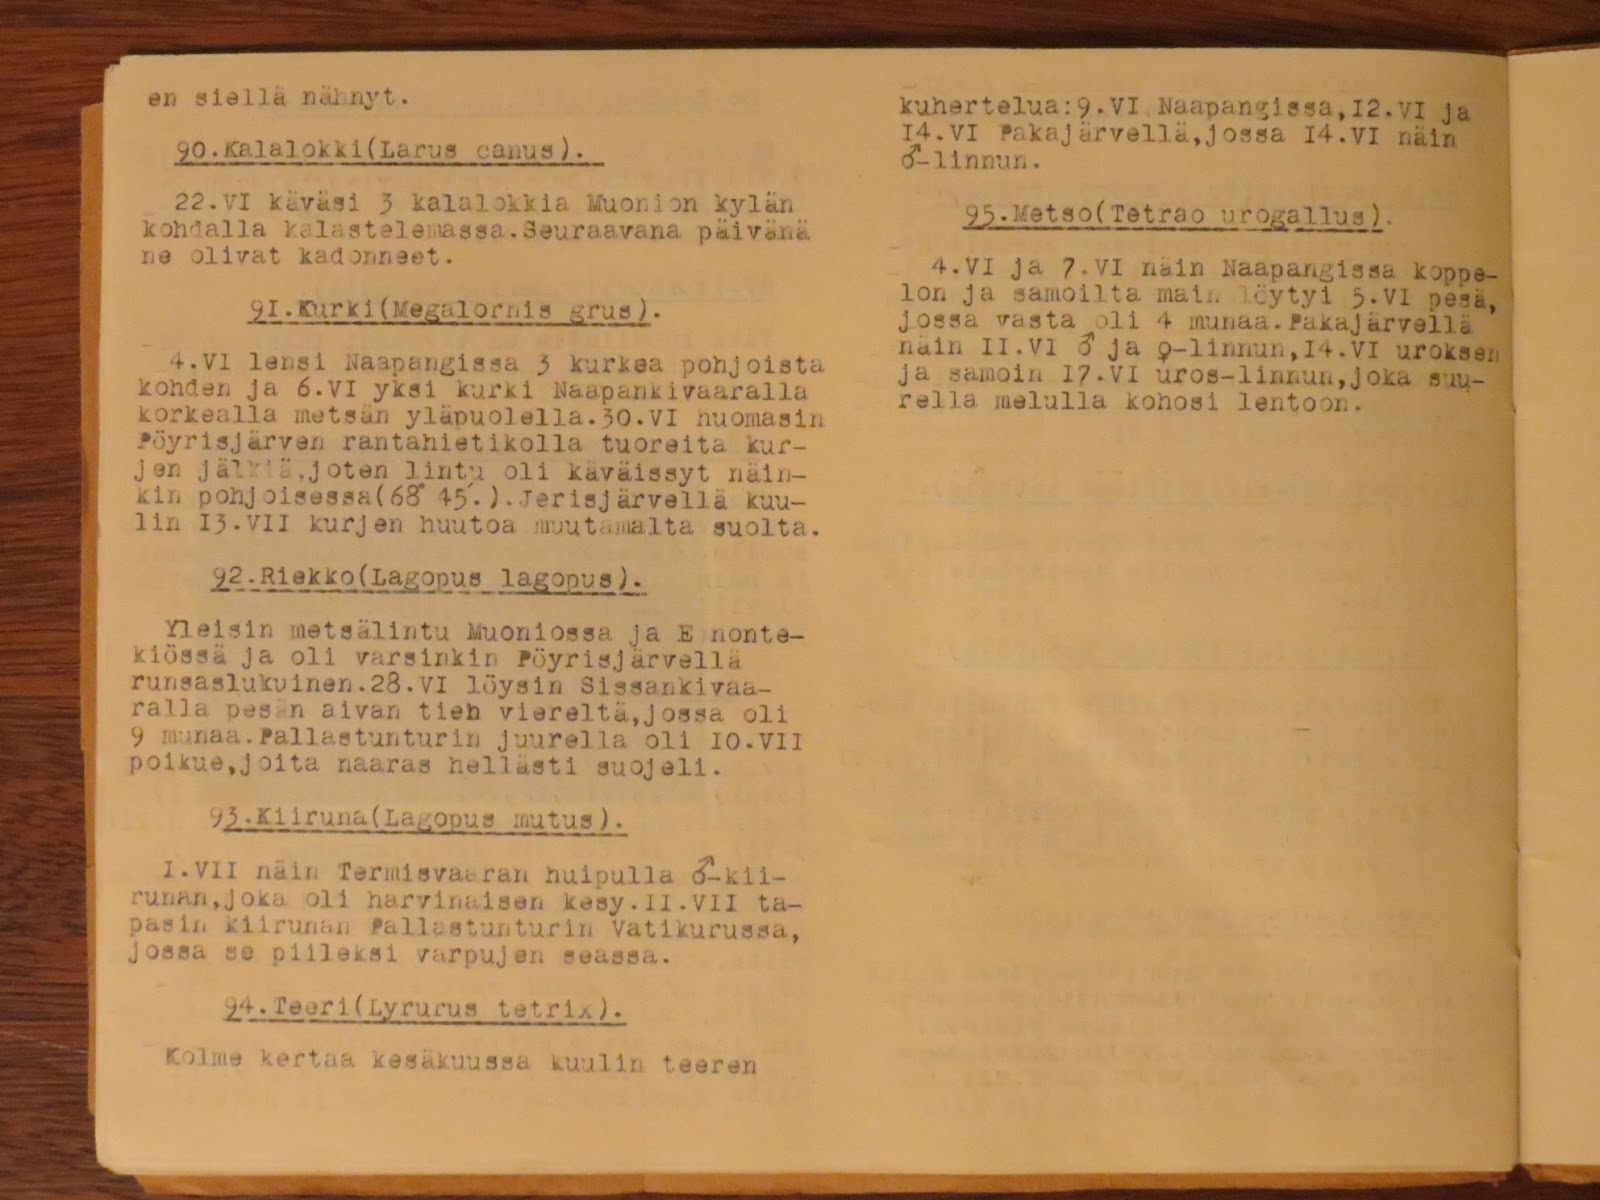 en siellä nähnyt.
90.Kalalokki(Larus canus).
22.VI käväsi 3 kalalokkia Muonion kylän
kohdalla kalastelemassa.Seuraavana päivänä
ne olivat kadonneet.
9I.Kurki(Megalornis grus).
4.VI lensi Naapangissa 3 kurkea pohjoista
kohden ja 6.VI yksi kurki Naapankivaaralla
korkealla metsän yläpuolella.30.VI huomasin
Pöyrisjärven rantahietikolla tuoreita kur-
jen jälkiä,joten lintu oli käväissyt näin-
kin pohjoisessa(68° 45´.).Jerisjärvellä kuu-
lin I3.VII kurjen huutoa muutamalta suolta.
92.Riekko(Lagopus lagopus).
Yleisin metsälintu Muoniossa ja E nonte-
kiössä ja oli varsinkin Pöyrisjärvellä
runsaslukuinen.28.VI löysin Sissankivaa-
ralla pesän aivan tien viereltä,jossa oli
9 munaa.Pallastunturin juurella oli IO.VII
poikue,joita naaras hellästi suojeli.
93.Kiiruna(Lagopus mutus).
I.VII näin Termisvaaran huipulla ♂-kii-
runan,joka oli harvinaisen kesy.II.VII ta-
pasin kiirunan Pallastunturin Vatikurussa,
jossa se piileksi varpujen seassa.
94.Teeri(Lyrurus tetrix).
Kolme kertaa kesäkuussa kuulin teeren
kuhertelua:9.VI Naapangissa,I2.VI ja
I4.VI Pakajärvellä,jossa I4.VI näin
♂-linnun.
95.Metso(Tetrao urogallus).
4.VI ja 7.VI näin Naapangissa koppe-
lon ja samoilta main löytyi 5.VI pesä,
jossa vasta oli 4 munaa.Pakajärvellä
näin II.VI ♂ ja ♀-linnun,I4.VI uroksen
ja samoin I7.VI uros-linnun,joka suu-
rella melulla kohosi lentoon.